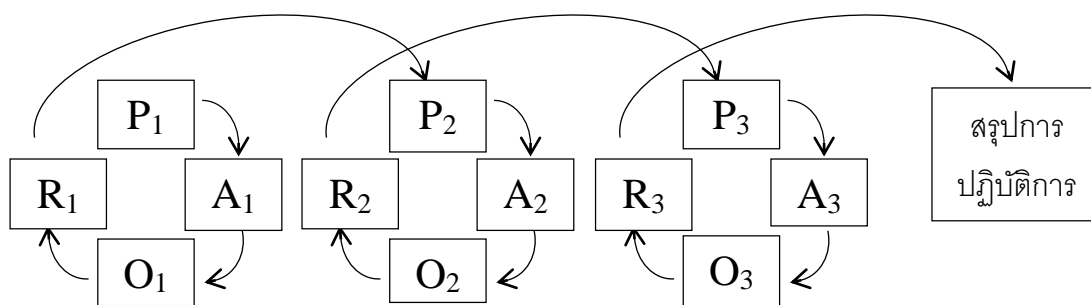 P₁
P₂
P₃
สรุปการ
ปฏิบัติการ
R₁
A₁
R₂
A₂
R₃
A₃
O₁
O₂
O₃